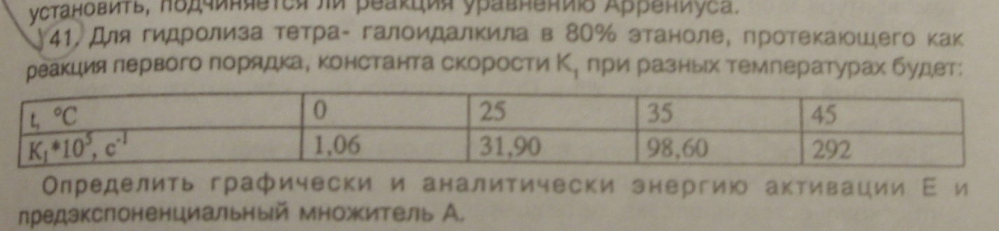 установить, подчиняется ли реакция уравнению Аррениуса.
41. Для гидролиза тетра- галоидалкила в 80% этаноле, протекающего как
реакция первого порядка, константа скорости K₁ при разных температурах будет:
t, °C 0 25 35 45
K₁*10⁵, с⁻¹ 1,06 31,90 98,60 292
Определить графически и аналитически энергию активации E и
предэкспоненциальный множитель A.